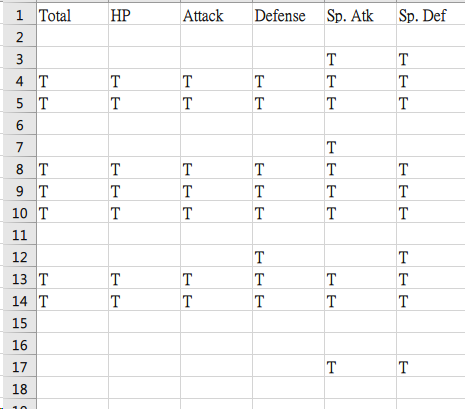 1 Total HP Attack Defense Sp. Atk Sp. Def
2
3 T T
4 T T T T T T
5 T T T T T T
6
7 T
8 T T T T T T
9 T T T T T T
10 T T T T T T
11
12 T T
13 T T T T T T
14 T T T T T T
15
16
17 T T
18